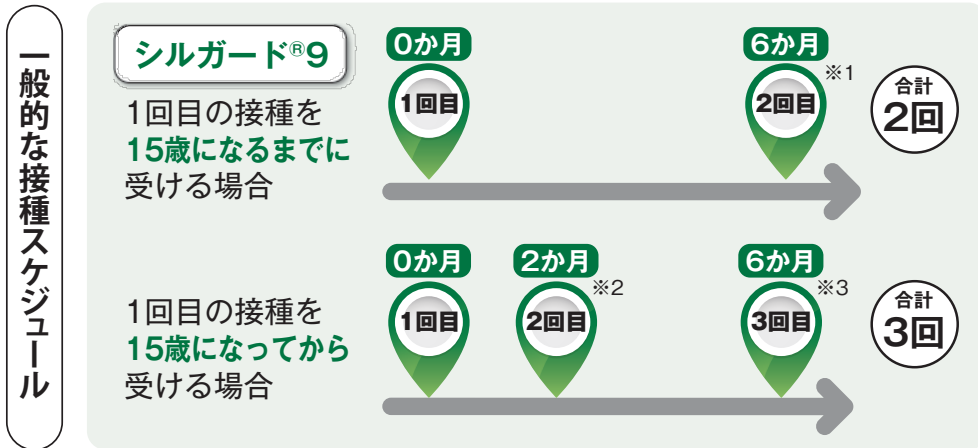 一般的な接種スケジュール
シルガード®9
1回目の接種を
15歳になるまでに
受ける場合
0か月
1回目
6か月
※1
2回目
合計
2回
1回目の接種を
15歳になってから
受ける場合
0か月
1回目
2か月
※2
2回目
6か月
※3
3回目
合計
3回